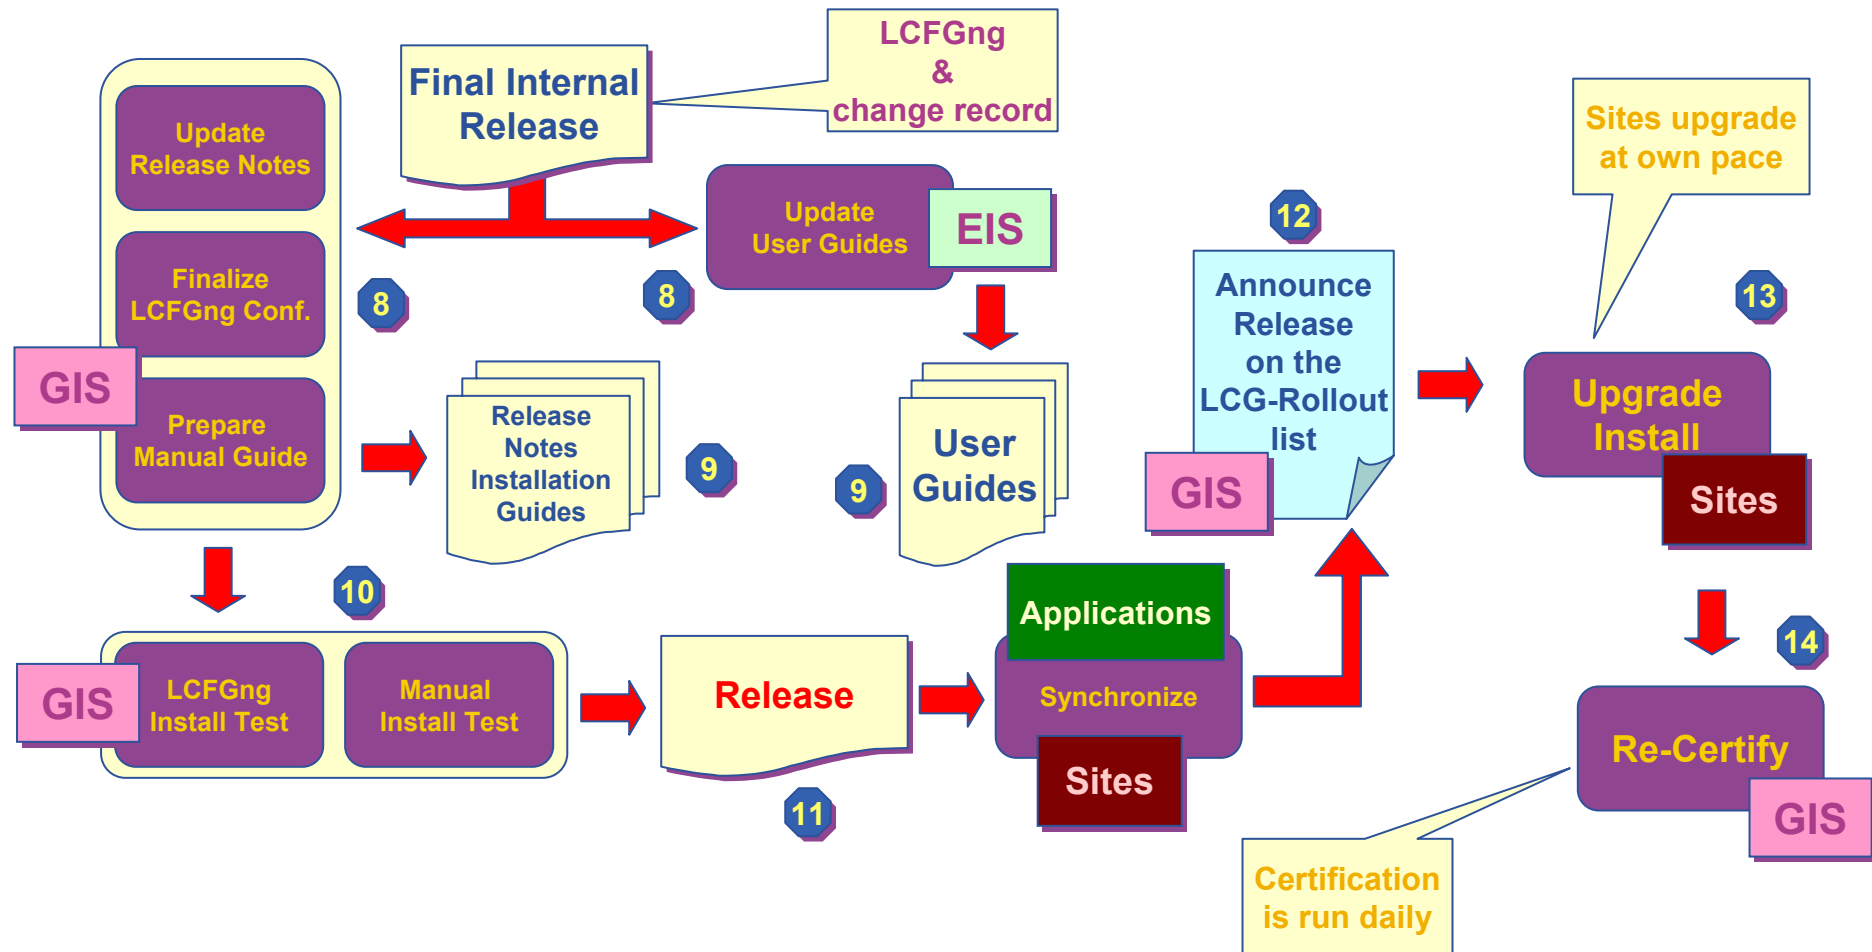 LCFGng
&
change record
Final Internal
Release
Update
Release Notes
Finalize
LCFGng Conf.
GIS
Prepare
Manual Guide
8
8
Update
User Guides
EIS
Release
Notes
Installation
Guides
9
9
User
Guides
10
GIS
LCFGng
Install Test
Manual
Install Test
Release
11
Applications
Synchronize
Sites
12
Announce
Release
on the
LCG-Rollout
list
GIS
Sites upgrade
at own pace
13
Upgrade
Install
Sites
14
Re-Certify
GIS
Certification
is run daily